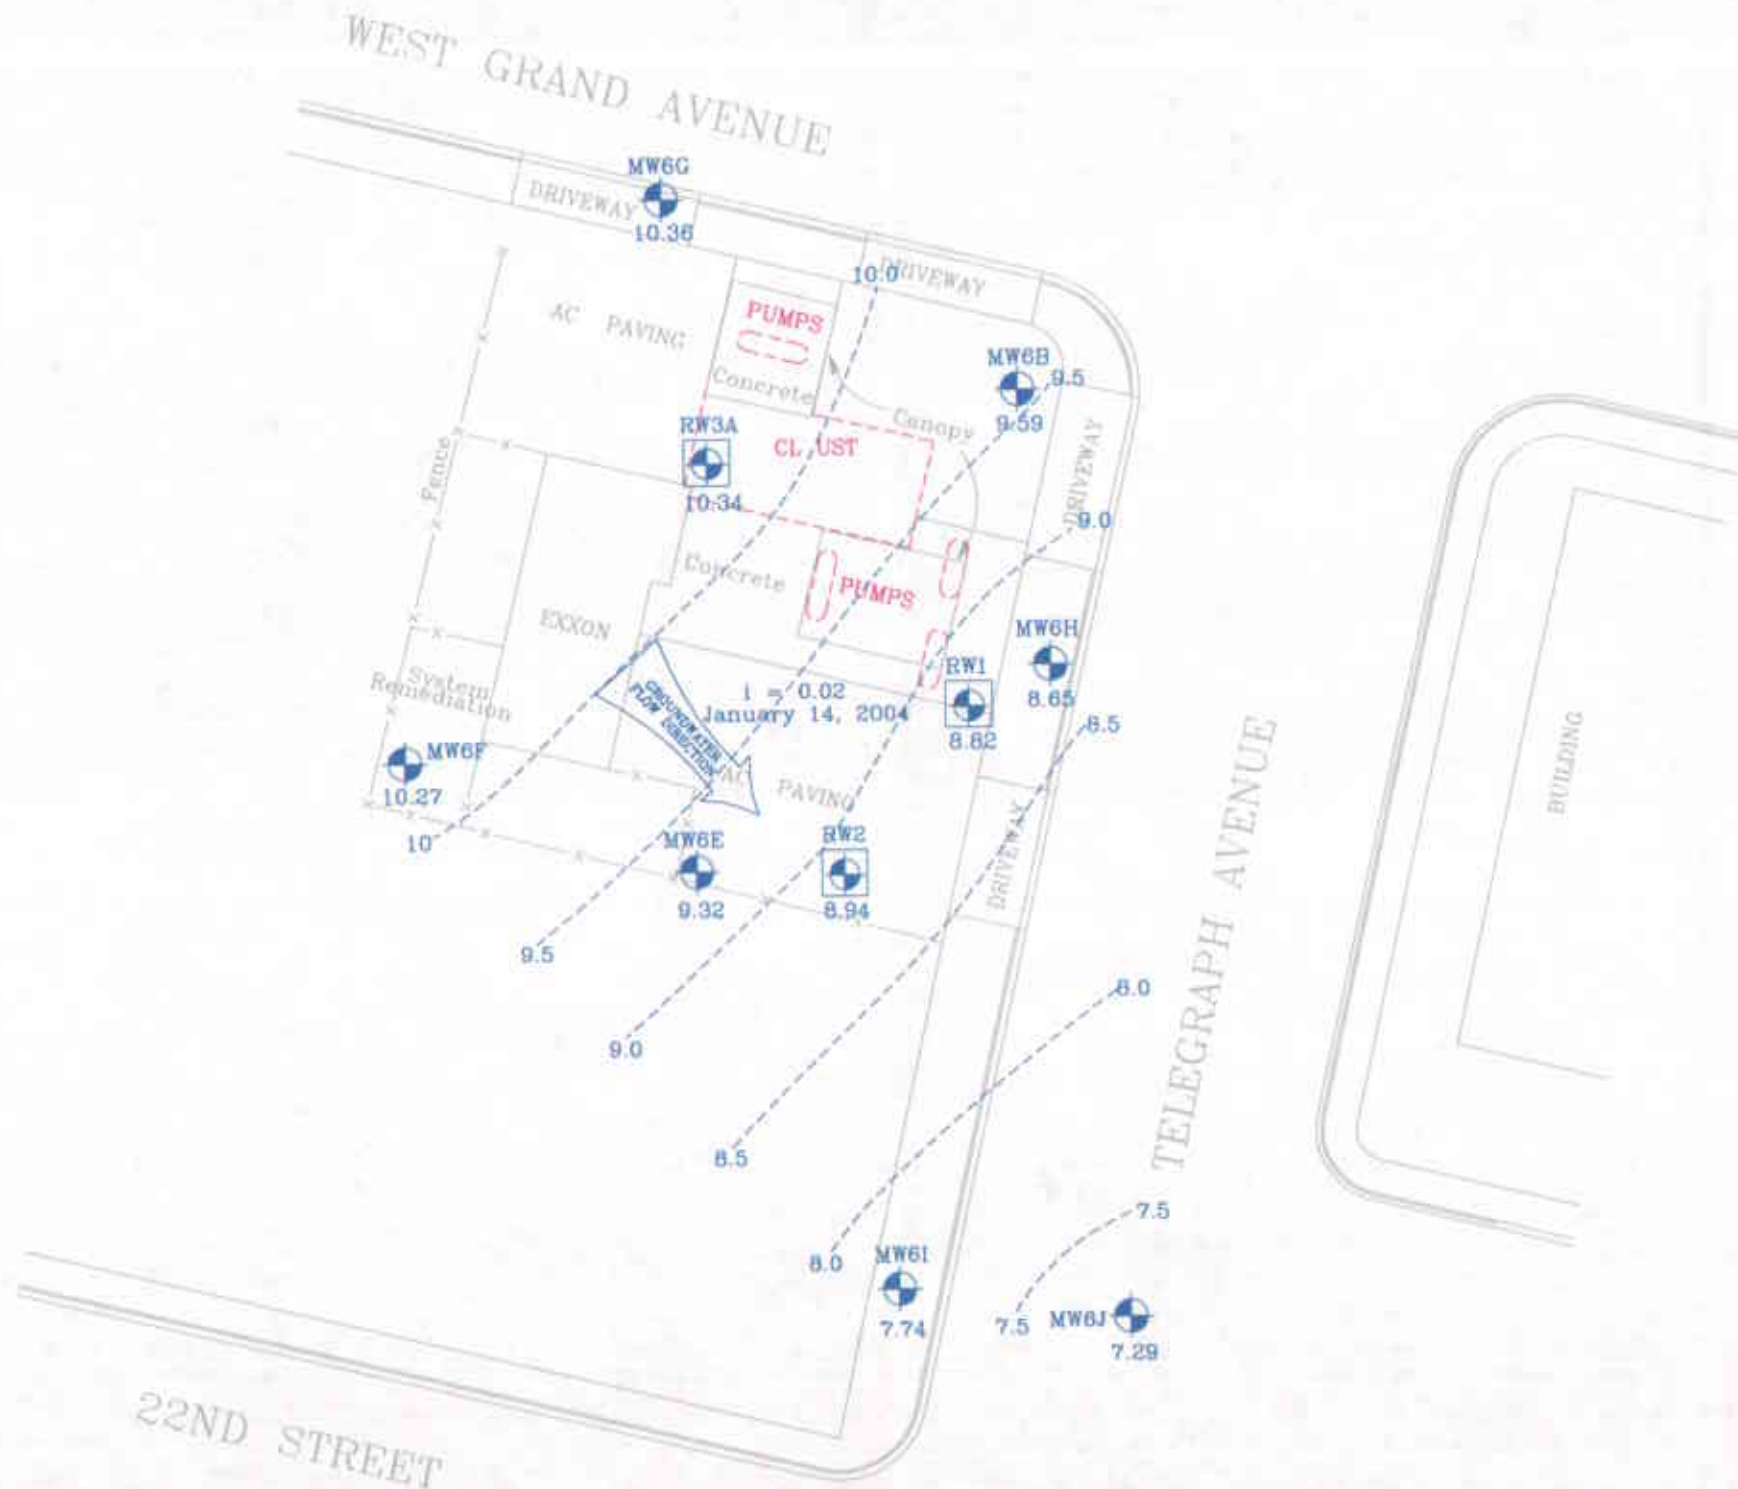 WEST GRAND AVENUE
MW6G
DRIVEWAY
10.36
10.0
DRIVEWAY
AC PAVING
PUMPS
Concrete
MW6B
9.5
9.59
Canopy
DRIVEWAY
RW3A
CL UST
10.34
Fence
9.0
Concrete
PUMPS
EXXON
MW6H
8.65
RW1
8.82
System
Remediation
i = 0.02
January 14, 2004
GROUNDWATER
FLOW DIRECTION
8.5
MW6F
10.27
AC PAVING
10
MW6E
9.32
RW2
8.94
DRIVEWAY
BUILDING
9.5
8.0
9.0
TELEGRAPH AVENUE
8.5
7.5
8.0
MW6I
7.74
7.5
MW6J
7.29
22ND STREET